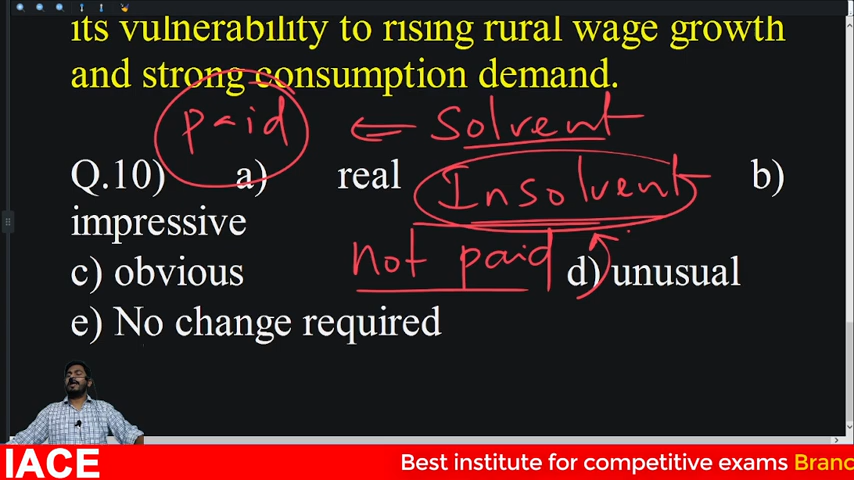 its vulnerability to rising rural wage growth
and strong consumption demand.
paid ← Solvent
Q.10) a) real Insolvent b)
impressive
not paid
c) obvious d) unusual
e) No change required
IACE Best institute for competitive exams Branc